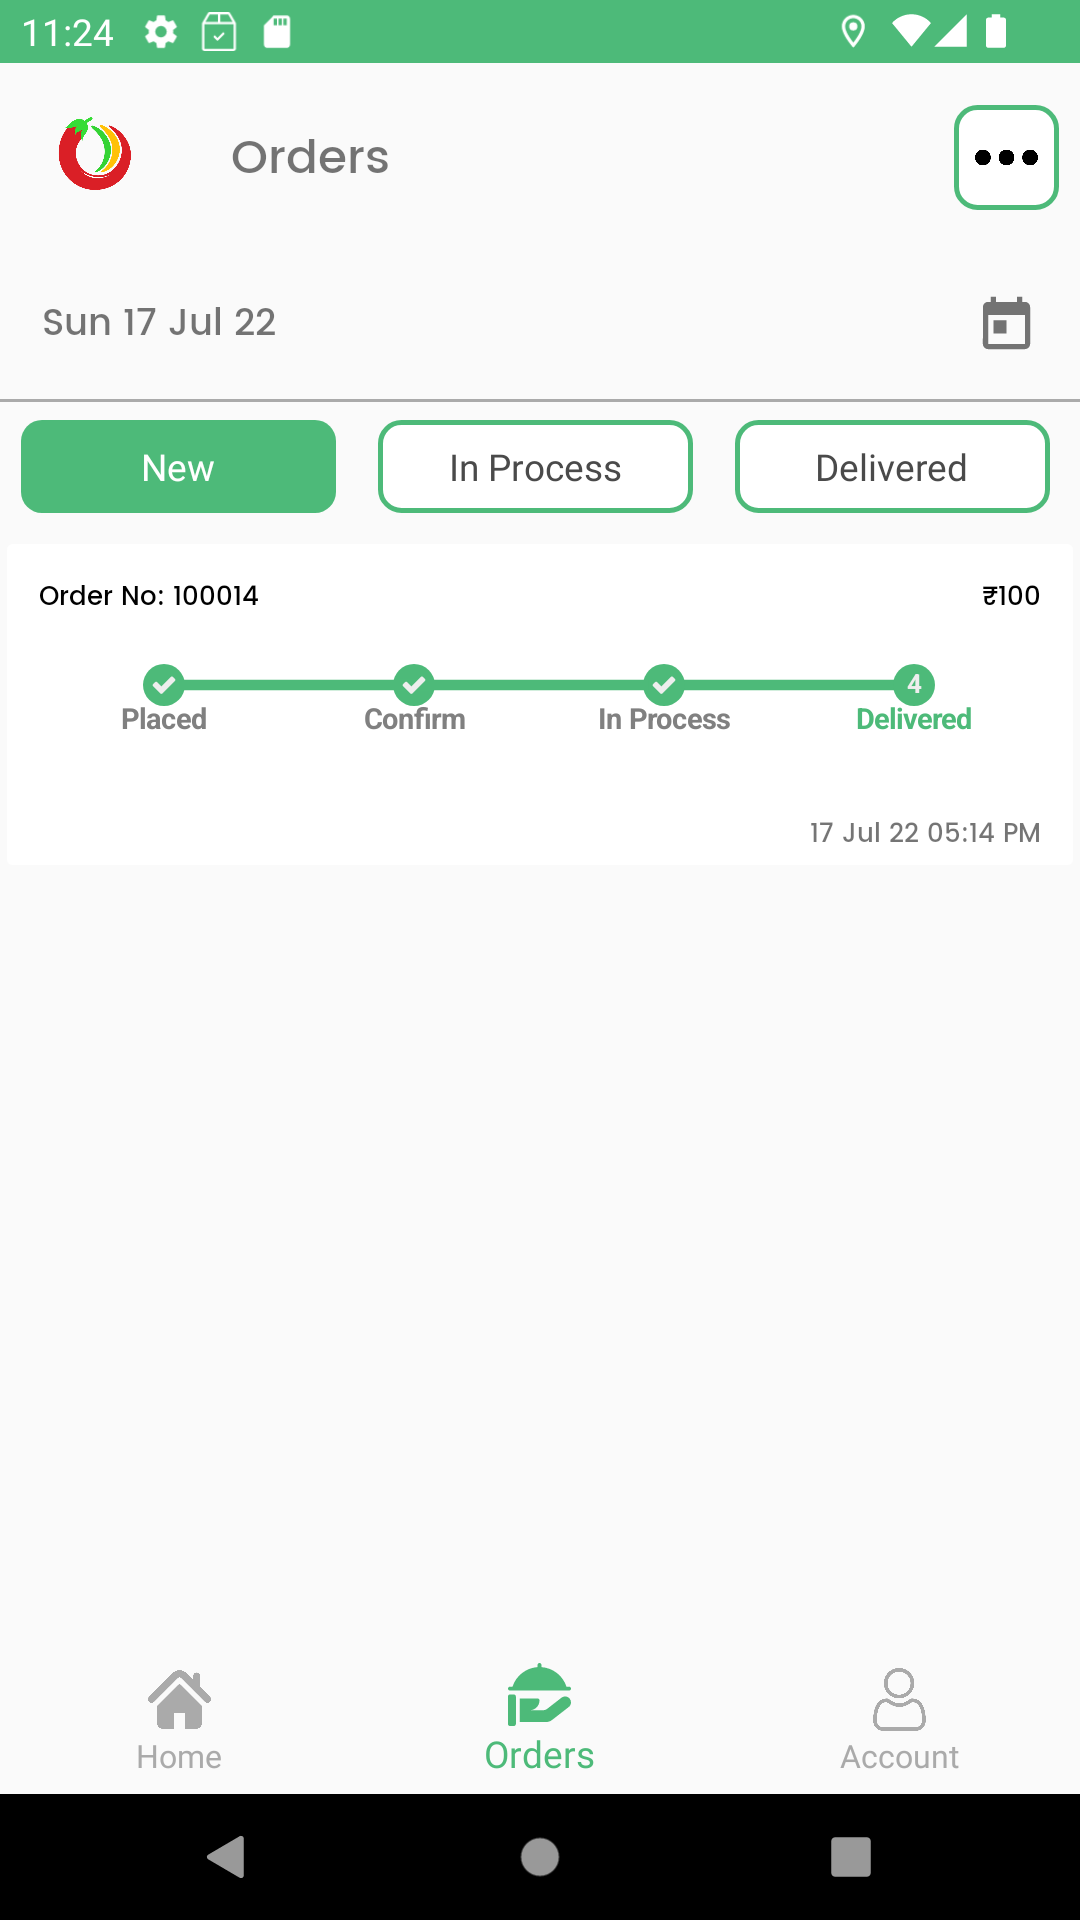 11:24
Orders
Sun 17 Jul 22
New
In Process
Delivered
Order No: 100014
₹100
4
Placed
Confirm
In Process
Delivered
17 Jul 22 05:14 PM
Home
Orders
Account